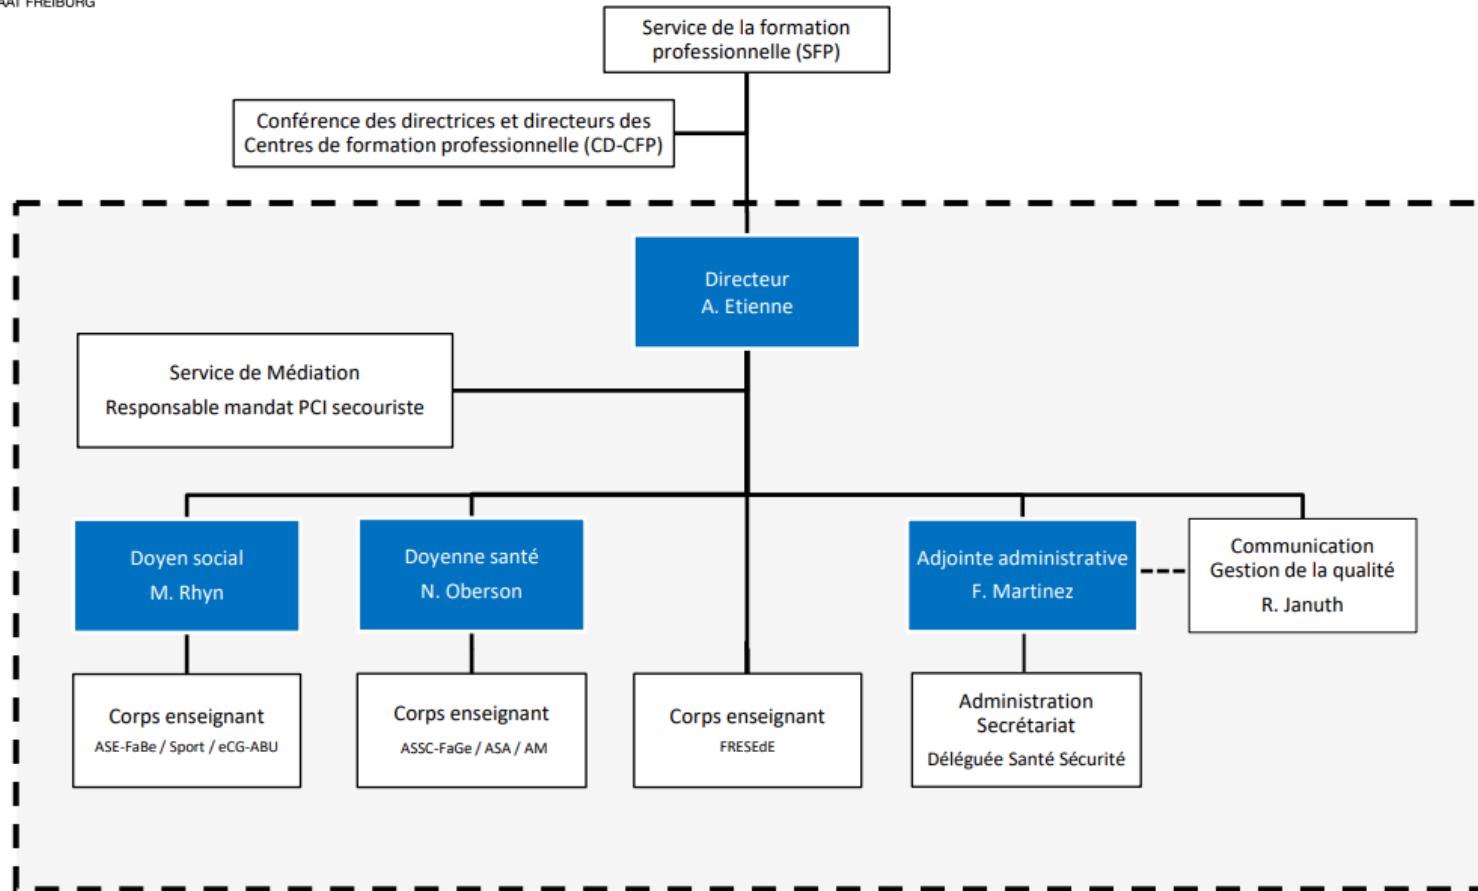 STAAT FREIBURG
Service de la formation
professionnelle (SFP)
Conférence des directrices et directeurs des
Centres de formation professionnelle (CD-CFP)
Directeur
A. Etienne
Service de Médiation
Responsable mandat PCI secouriste
Doyen social
M. Rhyn
Doyenne santé
N. Oberson
Adjointe administrative
F. Martinez
Communication
Gestion de la qualité
R. Januth
Corps enseignant
ASE-FaBe / Sport / eCG-ABU
Corps enseignant
ASSC-FaGe / ASA / AM
Corps enseignant
FRESEdE
Administration
Secrétariat
Déléguée Santé Sécurité